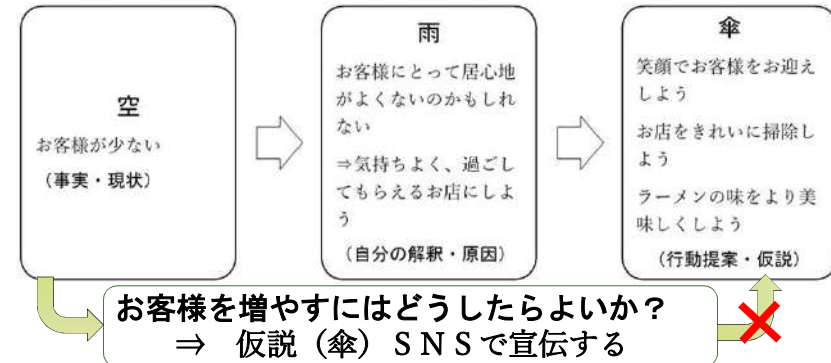 空
お客様が少ない
(事実・現状)
雨
お客様にとって居心地
がよくないのかもしれ
ない
⇒気持ちよく、過ごし
てもらえるお店にしよ
う
(自分の解釈・原因)
傘
笑顔でお客様をお迎え
しよう
お店をきれいに掃除し
よう
ラーメンの味をより美
味しくしよう
(行動提案・仮説)
お客様を増やすにはどうしたらよいか？
⇒ 仮説（傘）ＳＮＳで宣伝する